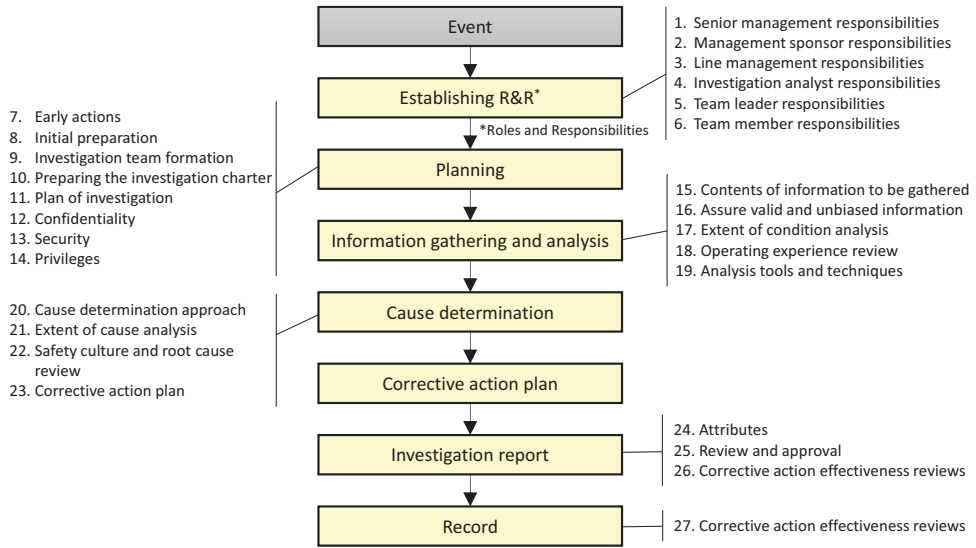 Event
1. Senior management responsibilities
2. Management sponsor responsibilities
3. Line management responsibilities
4. Investigation analyst responsibilities
5. Team leader responsibilities
6. Team member responsibilities
Establishing R&R*
*Roles and Responsibilities
7. Early actions
8. Initial preparation
9. Investigation team formation
10. Preparing the investigation charter
11. Plan of investigation
12. Confidentiality
13. Security
14. Privileges
Planning
15. Contents of information to be gathered
16. Assure valid and unbiased information
17. Extent of condition analysis
18. Operating experience review
19. Analysis tools and techniques
Information gathering and analysis
20. Cause determination approach
21. Extent of cause analysis
22. Safety culture and root cause
review
23. Corrective action plan
Cause determination
Corrective action plan
24. Attributes
25. Review and approval
26. Corrective action effectiveness reviews
Investigation report
Record
27. Corrective action effectiveness reviews